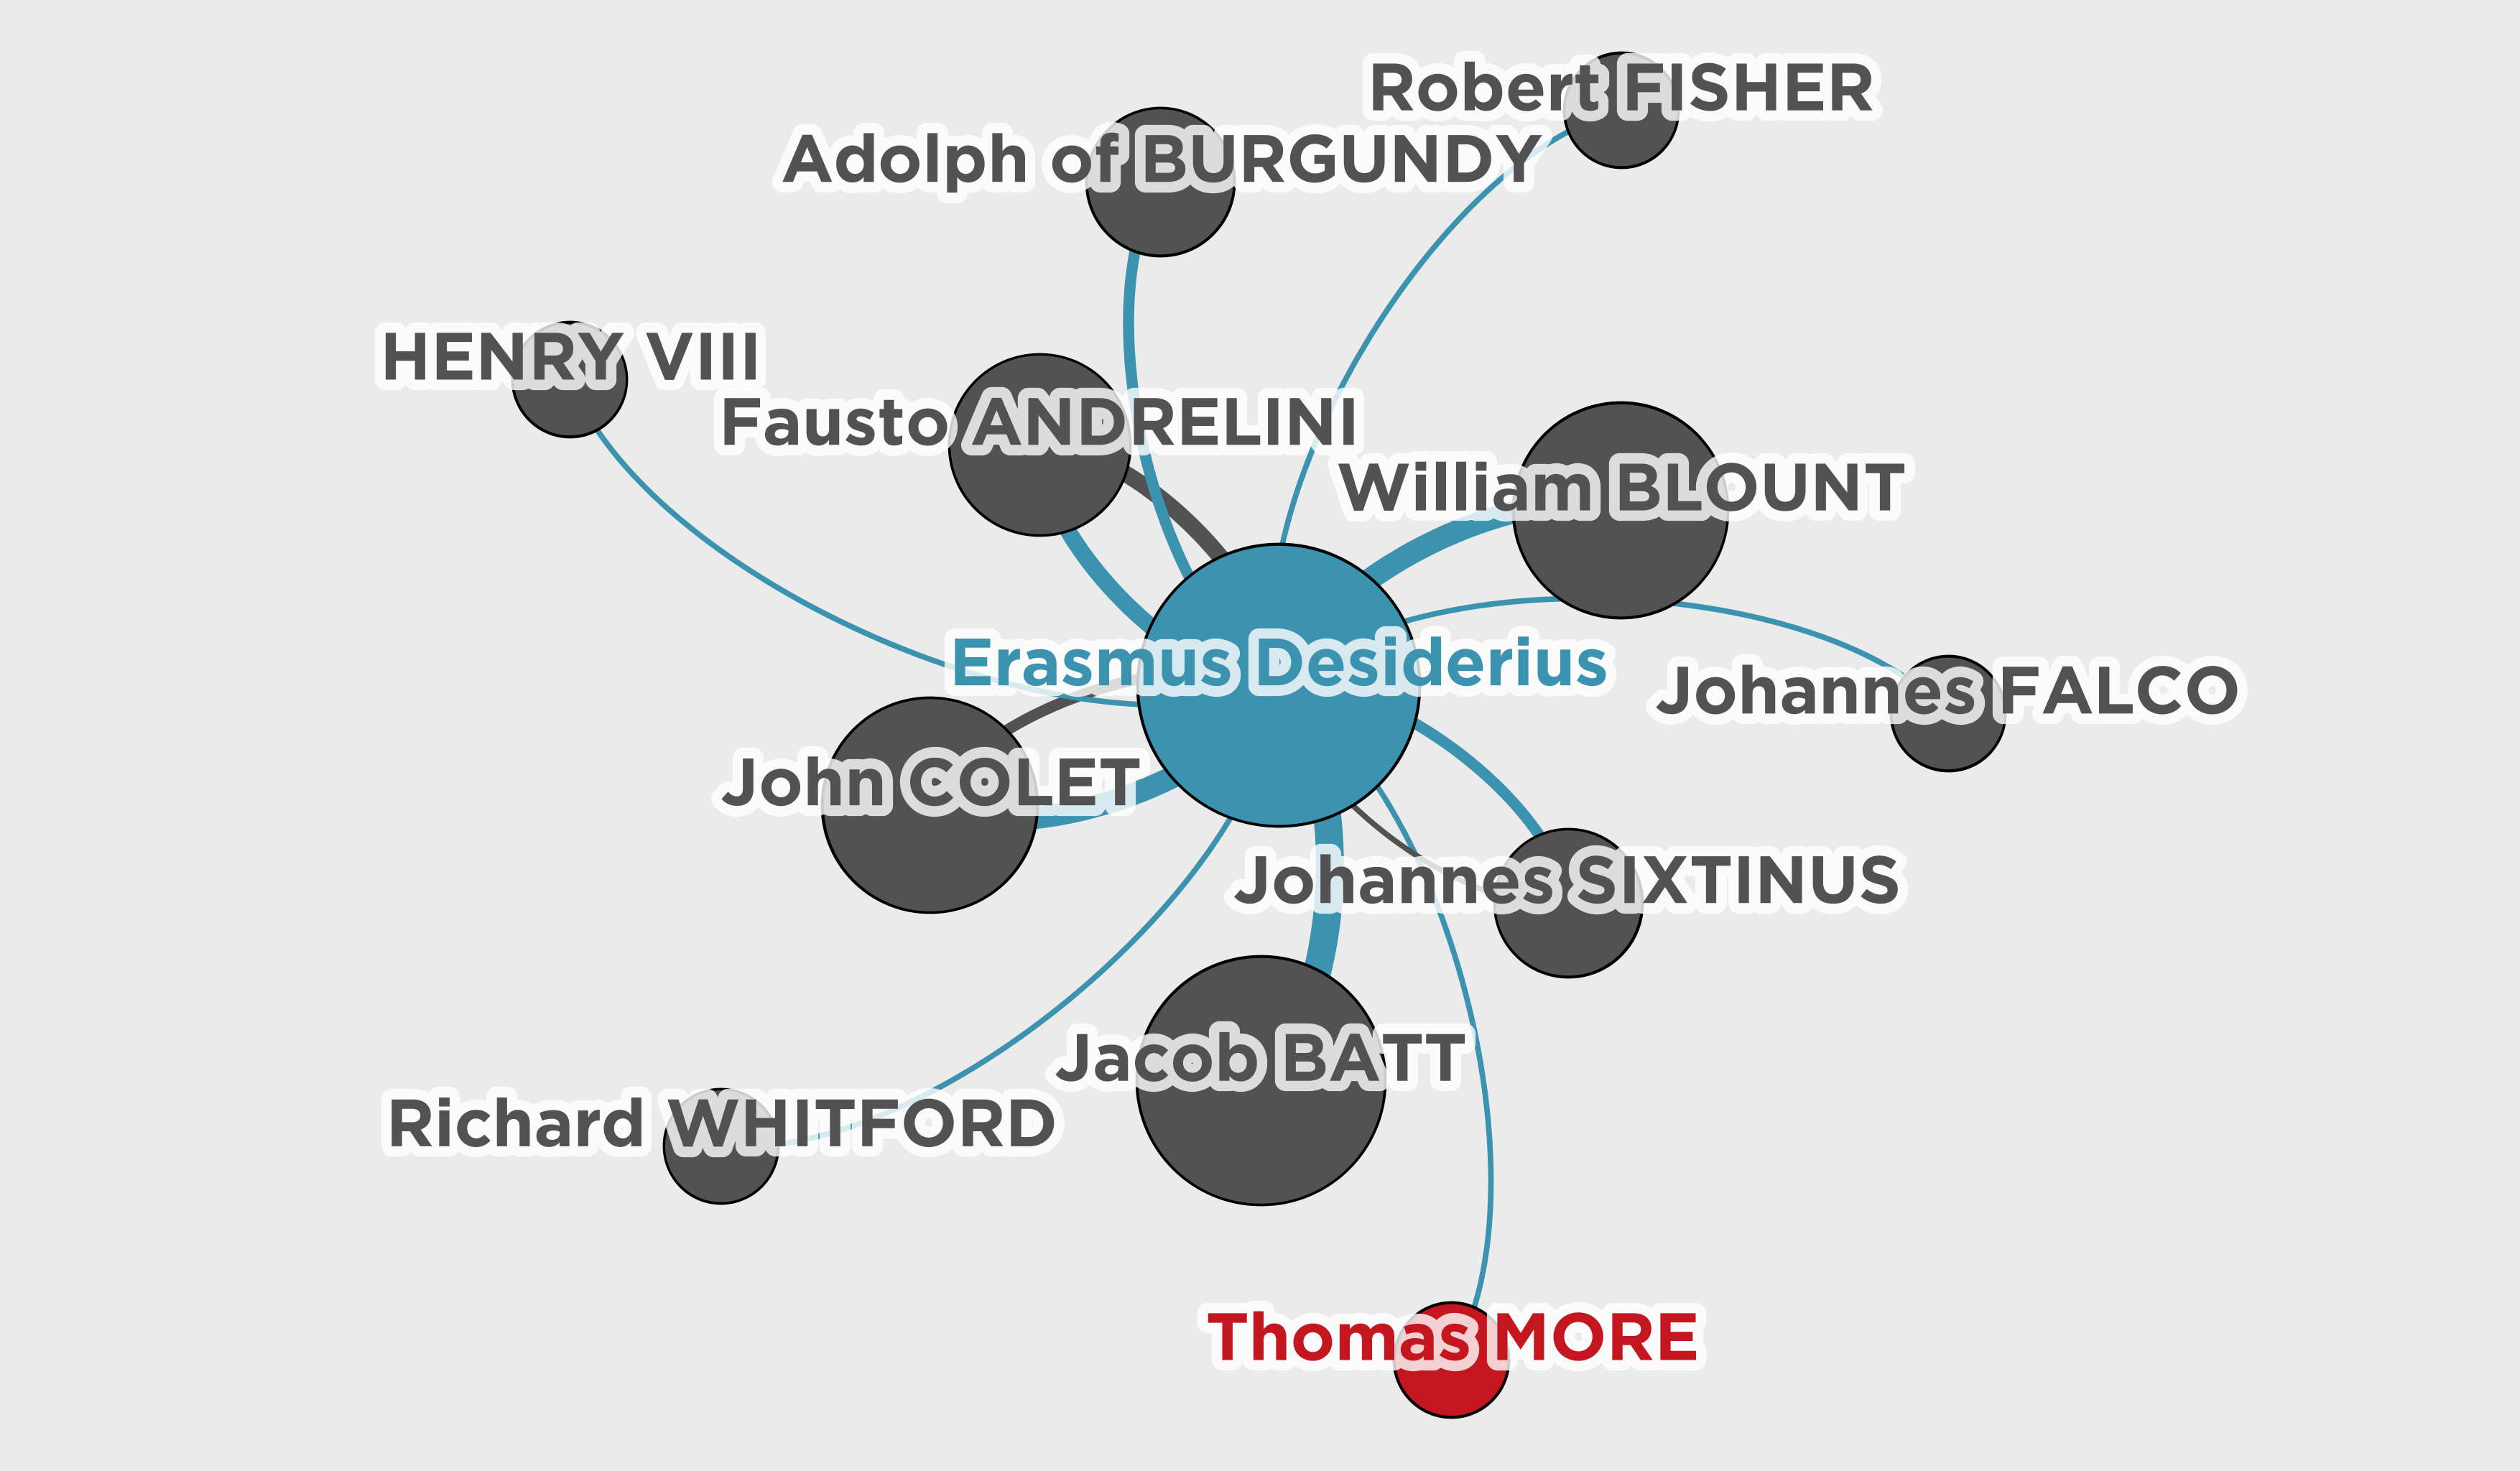 Robert FISHER
Adolph of BURGUNDY
HENRY VIII
Fausto ANDRELINI
William BLOUNT
Erasmus Desiderius
Johannes FALCO
John COLET
Johannes SIXTINUS
Jacob BATT
Richard WHITFORD
Thomas MORE